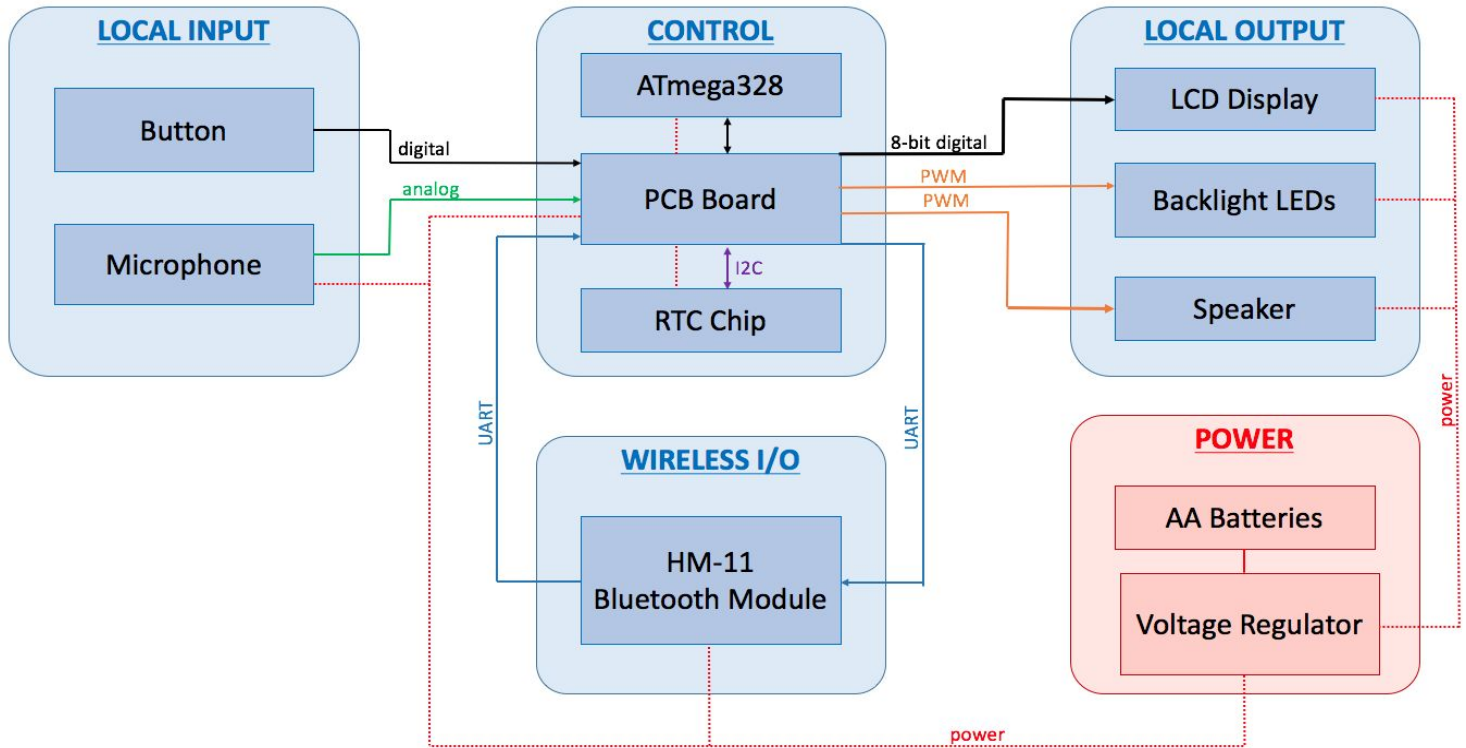 LOCAL INPUT
Button
Microphone
digital
analog
CONTROL
ATmega328
PCB Board
I2C
RTC Chip
8-bit digital
PWM
PWM
LOCAL OUTPUT
LCD Display
Backlight LEDs
Speaker
UART
UART
WIRELESS I/O
HM-11
Bluetooth Module
power
POWER
AA Batteries
Voltage Regulator
power